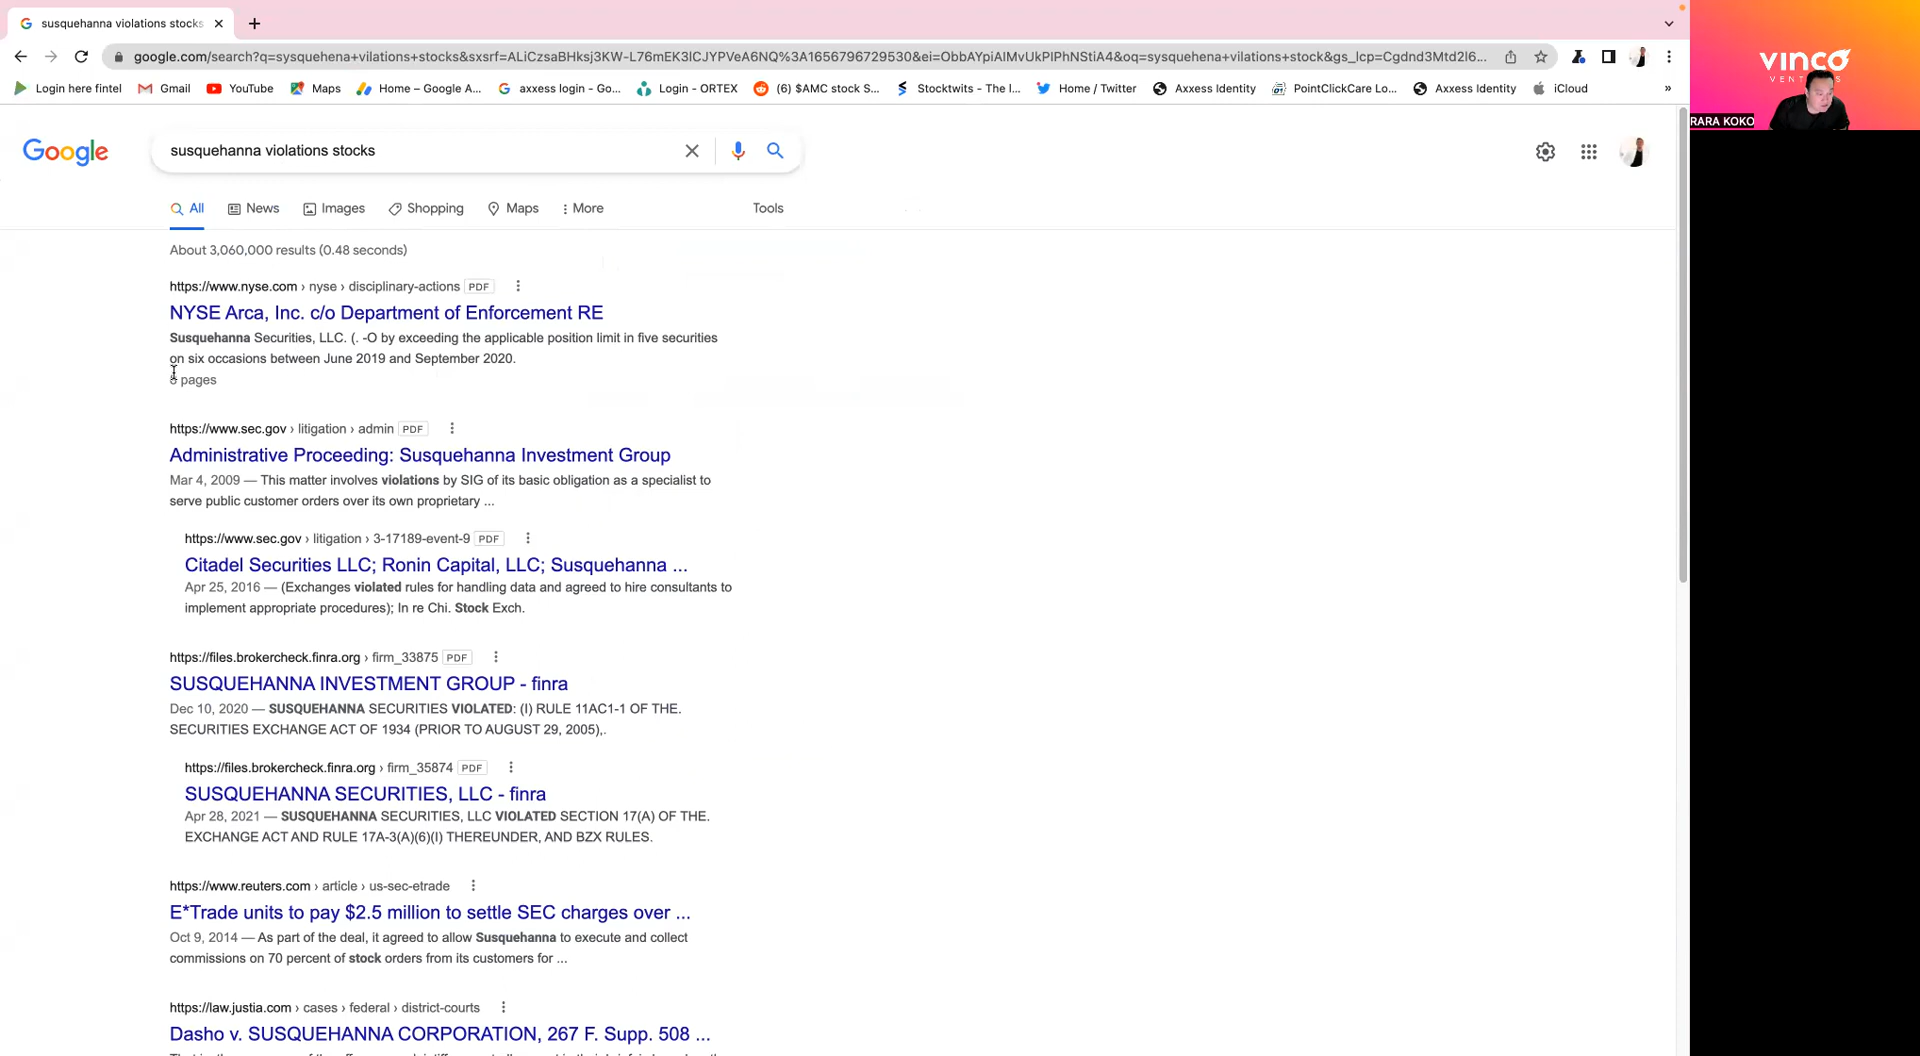 susquehanna violations stocks
google.com/search?q=sysquehena+vilations+stocks&sxsrf=ALiCzsaBHksj3KW-L76mEK3lCJYPVeA6NQ%3A1656796729530&ei=ObbAYpiAlMvUkPIPhNStiA4&oq=sysquehena+vilations+stock&gs_lcp=Cgdnd3Mtd2l6...
Login here fintel Gmail YouTube Maps Home – Google A... axxess login - Go... Login - ORTEX (6) $AMC stock S... Stocktwits - The l... Home / Twitter Axxess Identity PointClickCare Lo... Axxess Identity iCloud »
vinco
RARA KOKO
Google
susquehanna violations stocks
All News Images Shopping Maps More Tools
About 3,060,000 results (0.48 seconds)
https://www.nyse.com › nyse › disciplinary-actions PDF
NYSE Arca, Inc. c/o Department of Enforcement RE
Susquehanna Securities, LLC. (. -O by exceeding the applicable position limit in five securities
on six occasions between June 2019 and September 2020.
pages
https://www.sec.gov › litigation › admin PDF
Administrative Proceeding: Susquehanna Investment Group
Mar 4, 2009 — This matter involves violations by SIG of its basic obligation as a specialist to
serve public customer orders over its own proprietary ...
https://www.sec.gov › litigation › 3-17189-event-9 PDF
Citadel Securities LLC; Ronin Capital, LLC; Susquehanna ...
Apr 25, 2016 — (Exchanges violated rules for handling data and agreed to hire consultants to
implement appropriate procedures); In re Chi. Stock Exch.
https://files.brokercheck.finra.org › firm_33875 PDF
SUSQUEHANNA INVESTMENT GROUP - finra
Dec 10, 2020 — SUSQUEHANNA SECURITIES VIOLATED: (I) RULE 11AC1-1 OF THE.
SECURITIES EXCHANGE ACT OF 1934 (PRIOR TO AUGUST 29, 2005),.
https://files.brokercheck.finra.org › firm_35874 PDF
SUSQUEHANNA SECURITIES, LLC - finra
Apr 28, 2021 — SUSQUEHANNA SECURITIES, LLC VIOLATED SECTION 17(A) OF THE.
EXCHANGE ACT AND RULE 17A-3(A)(6)(I) THEREUNDER, AND BZX RULES.
https://www.reuters.com › article › us-sec-etrade
E*Trade units to pay $2.5 million to settle SEC charges over ...
Oct 9, 2014 — As part of the deal, it agreed to allow Susquehanna to execute and collect
commissions on 70 percent of stock orders from its customers for ...
https://law.justia.com › cases › federal › district-courts
Dasho v. SUSQUEHANNA CORPORATION, 267 F. Supp. 508 ...